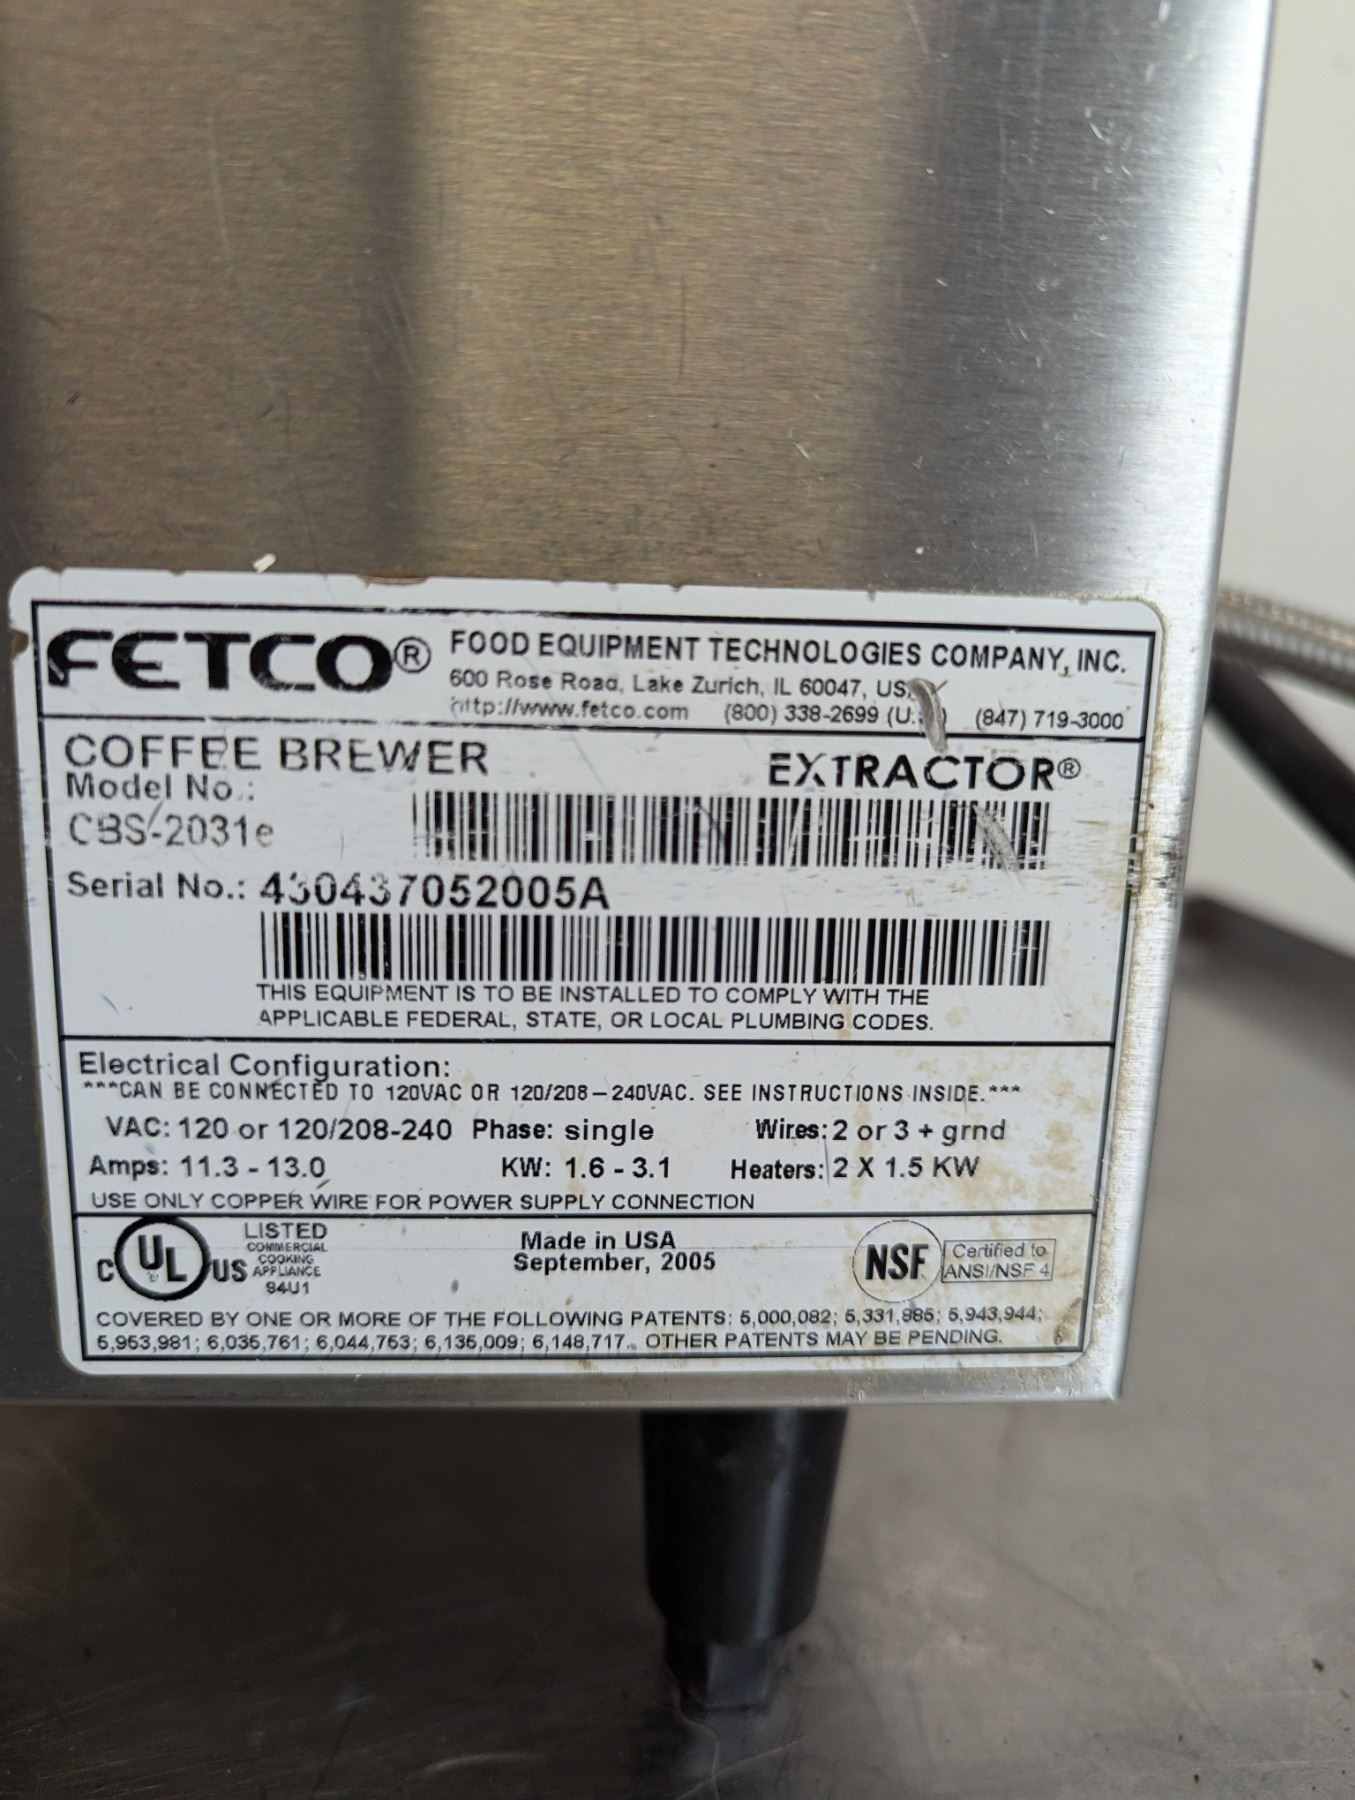 FETCO® FOOD EQUIPMENT TECHNOLOGIES COMPANY, INC.
600 Rose Road, Lake Zurich, IL 60047,
http://www.fetco.com (800) 338-2699 (847) 719-3000
COFFEE BREWER EXTRACTOR®
Model No.:
CBS-2031e
Serial No.: 430437052005A
THIS EQUIPMENT IS TO BE INSTALLED TO COMPLY WITH THE
APPLICABLE FEDERAL, STATE, OR LOCAL PLUMBING CODES.
Electrical Configuration:
***CAN BE CONNECTED TO 120VAC OR 120/208-240VAC. SEE INSTRUCTIONS INSIDE.***
VAC: 120 or 120/208-240 Phase: single Wires: 2 or 3 + grnd
Amps: 11.3 - 13.0 KW: 1.6 - 3.1 Heaters: 2 X 1.5 KW
USE ONLY COPPER WIRE FOR POWER SUPPLY CONNECTION
C UL US
LISTED
COMMERCIAL
COOKING
APPLIANCE
94U1
Made in USA
September, 2005
NSF
Certified to
ANSI/NSF 4
COVERED BY ONE OR MORE OF THE FOLLOWING PATENTS: 5,000,082; 5,331,885; 5,943,944;
5,953,981; 6,035,761; 6,044,753; 6,135,009; 6,148,717. OTHER PATENTS MAY BE PENDING.